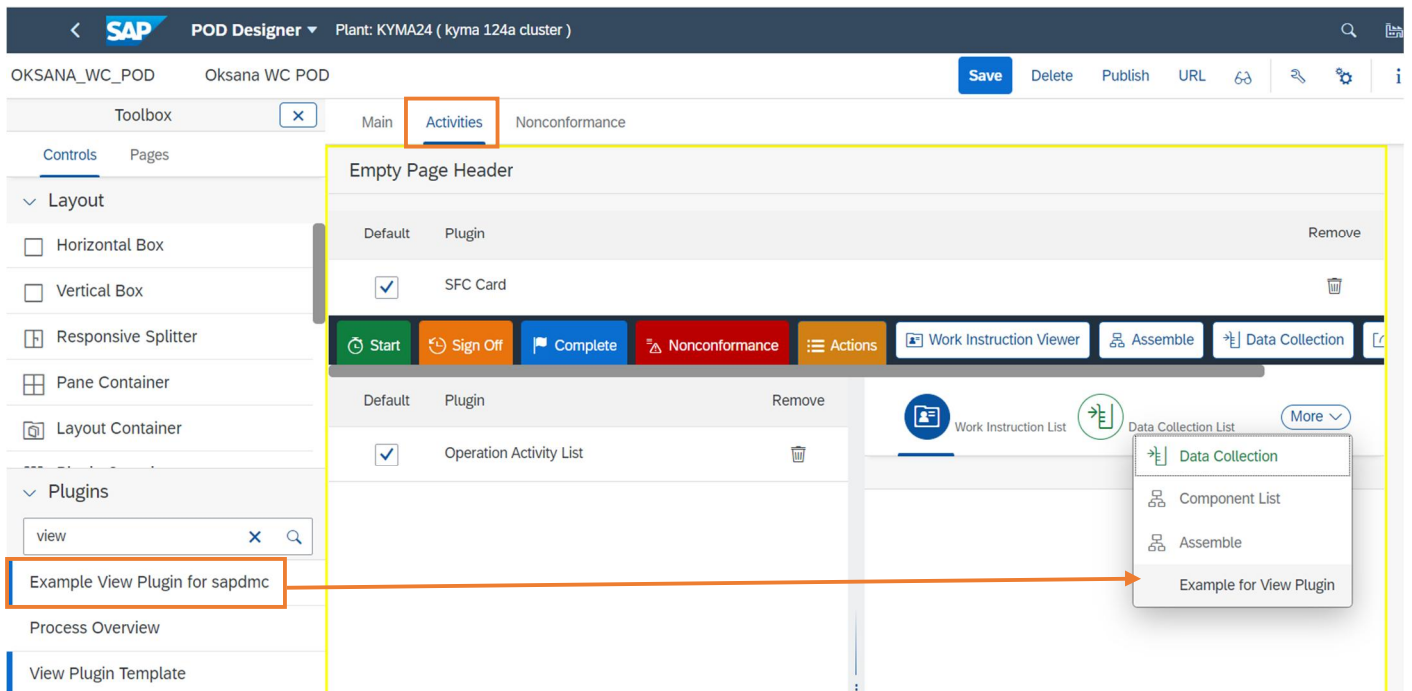 SAP POD Designer Plant: KYMA24 ( kyma 124a cluster )
OKSANA_WC_POD Oksana WC POD Save Delete Publish URL
Toolbox
Controls Pages
Layout
Horizontal Box
Vertical Box
Responsive Splitter
Pane Container
Layout Container
Plugins
view
Example View Plugin for sapdmc
Process Overview
View Plugin Template
Main Activities Nonconformance
Empty Page Header
Default Plugin Remove
SFC Card
Start Sign Off Complete Nonconformance Actions Work Instruction Viewer Assemble Data Collection
Default Plugin Remove
Operation Activity List
Work Instruction List Data Collection List More
Data Collection
Component List
Assemble
Example for View Plugin